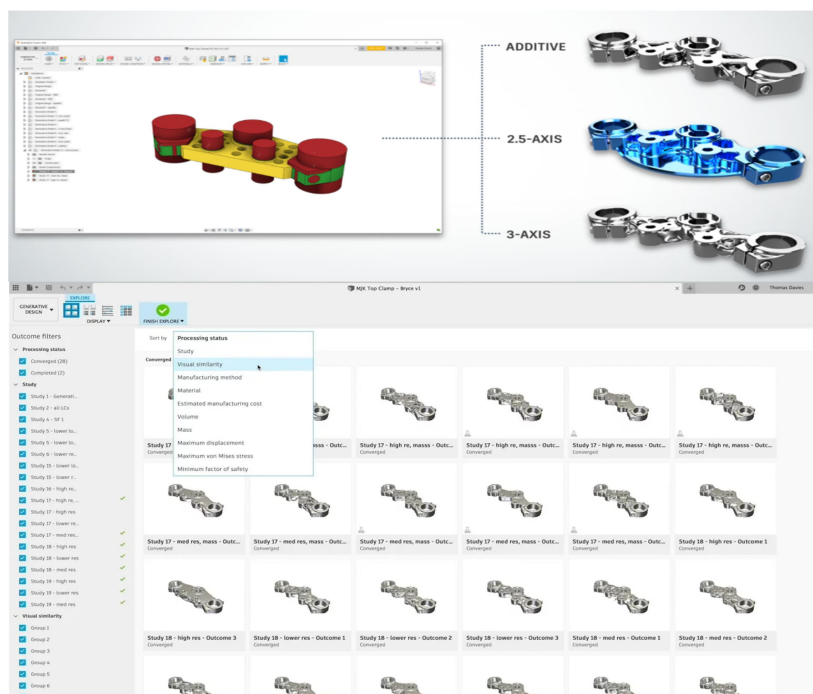 ADDITIVE
2.5-AXIS
3-AXIS
MJK Top Clamp - Bryce v1
Thomas Davies
EXPLORE
GENERATIVE
DESIGN
DISPLAY
FINISH EXPLORE
Outcome filters
Processing status
Converged (28)
Completed (2)
Study
Study 1 - Generati...
Study 2 - all LCs
Study 4 - SF 1
Study 5 - lower lo...
Study 5 - lower lo...
Study 6 - lower re...
Study 15 - lower lo...
Study 15 - lower r...
Study 16 - high re...
Study 17 - high re, ...
Study 17 - high res
Study 17 - lower re...
Study 17 - med res...
Study 18 - high res
Study 18 - lower res
Study 18 - med res
Study 19 - high res
Study 19 - lower res
Study 19 - med res
Visual similarity
Group 1
Group 2
Group 3
Group 4
Group 5
Group 6
Sort by
Processing status
Study
Visual similarity
Manufacturing method
Material
Estimated manufacturing cost
Volume
Mass
Maximum displacement
Maximum von Mises stress
Minimum factor of safety
Converged
Study 17
Converged
masss - Outc...
Study 17 - high re, masss - Outc...
Converged
Study 17 - high re, masss - Outc...
Converged
Study 17 - high re, masss - Outc...
Converged
Study 17 - med res, mass - Outc...
Converged
Study 17 - med res, mass - Outc...
Converged
Study 17 - med res, masss - Outc...
Converged
Study 17 - med res, masss - Outc...
Converged
Study 17 - med res, masss - Outc...
Converged
Study 18 - high res - Outcome 1
Converged
Study 18 - high res - Outcome 3
Converged
Study 18 - lower res - Outcome 1
Converged
Study 18 - lower res - Outcome 2
Converged
Study 18 - lower res - Outcome 3
Converged
Study 18 - med res - Outcome 1
Converged
Study 18 - med res - Outcome 2
Converged